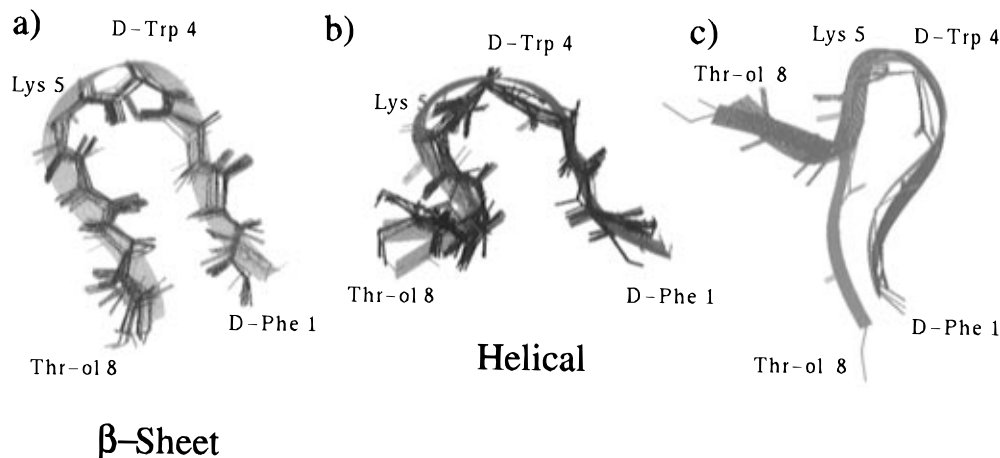 a)
D-Trp 4
Lys 5
D-Phe 1
Thr-ol 8
β-Sheet
b)
D-Trp 4
Lys 5
Thr-ol 8
D-Phe 1
Helical
c)
Lys 5
D-Trp 4
Thr-ol 8
D-Phe 1
Thr-ol 8